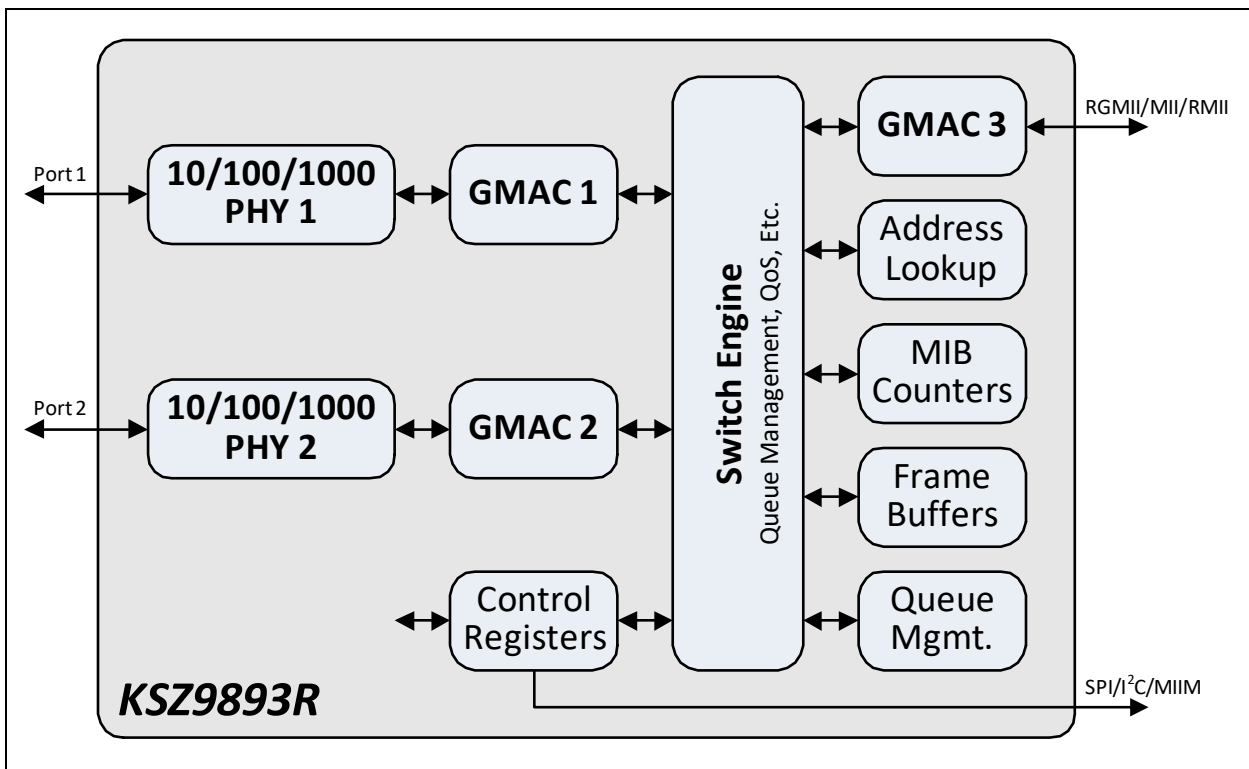 Port 1
10/100/1000
PHY 1
GMAC 1
Port 2
10/100/1000
PHY 2
GMAC 2
Control
Registers
Switch Engine
Queue Management, QoS, Etc.
GMAC 3
RGMII/MII/RMII
Address
Lookup
MIB
Counters
Frame
Buffers
Queue
Mgmt.
SPI/I²C/MIIM
KSZ9893R